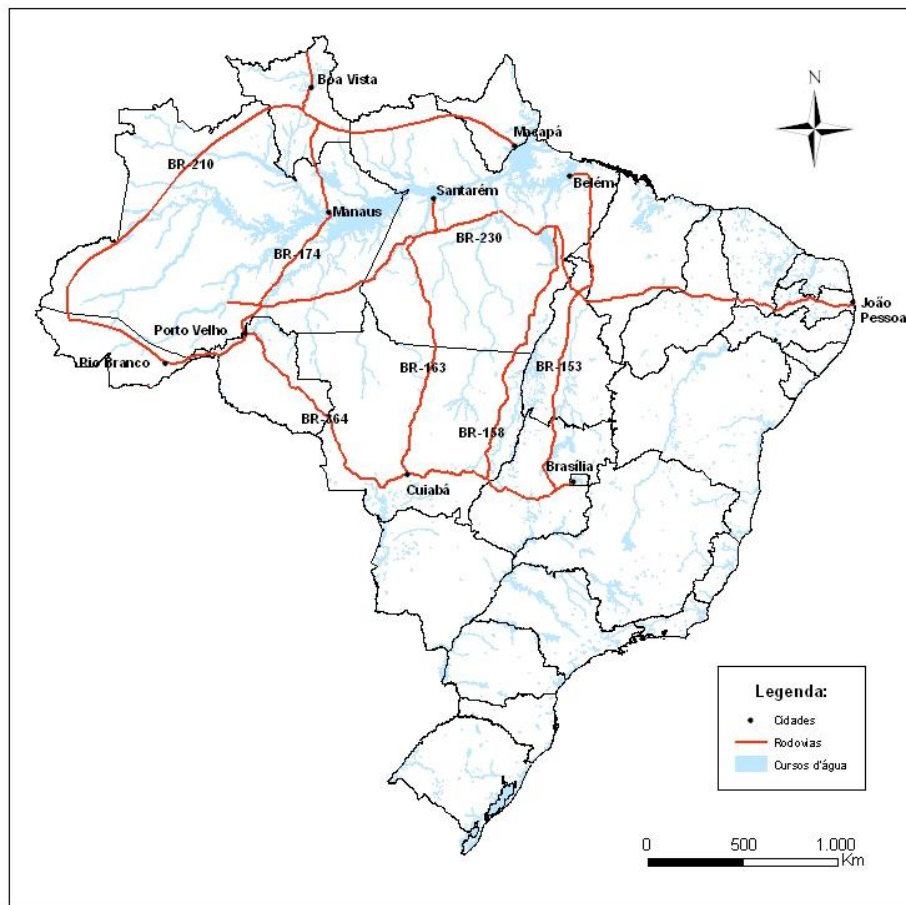 Boa Vista
N
Macapá
BR-210
Belém
Santarém
Manaus
BR-230
BR-174
João
Pessoa
Porto Velho
Rio Branco
BR-163
BR-153
BR-364
BR-158
Brasília
Cuiabá
Legenda:
Cidades
Rodovias
Cursos d'água
0 500 1.000
Km